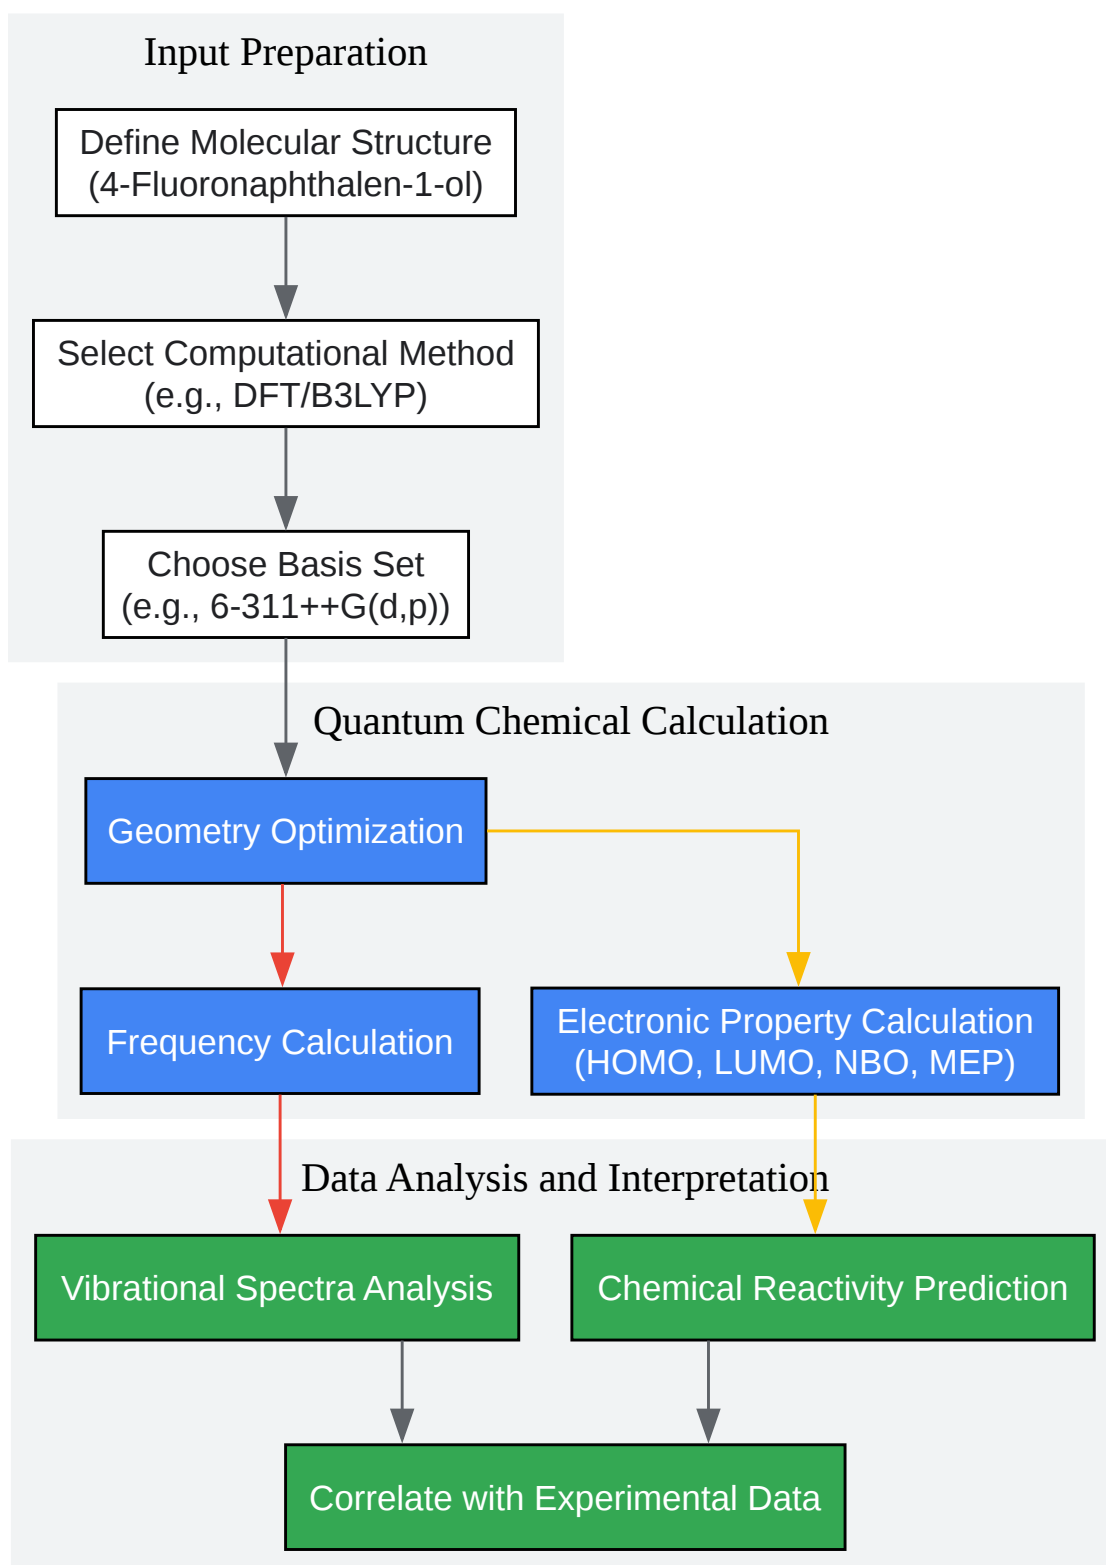 Input Preparation
Define Molecular Structure
(4-Fluoronaphthalen-1-ol)
Select Computational Method
(e.g., DFT/B3LYP)
Choose Basis Set
(e.g., 6-311++G(d,p))
Quantum Chemical Calculation
Geometry Optimization
Frequency Calculation
Electronic Property Calculation
(HOMO, LUMO, NBO, MEP)
Data Analysis and Interpretation
Vibrational Spectra Analysis
Chemical Reactivity Prediction
Correlate with Experimental Data